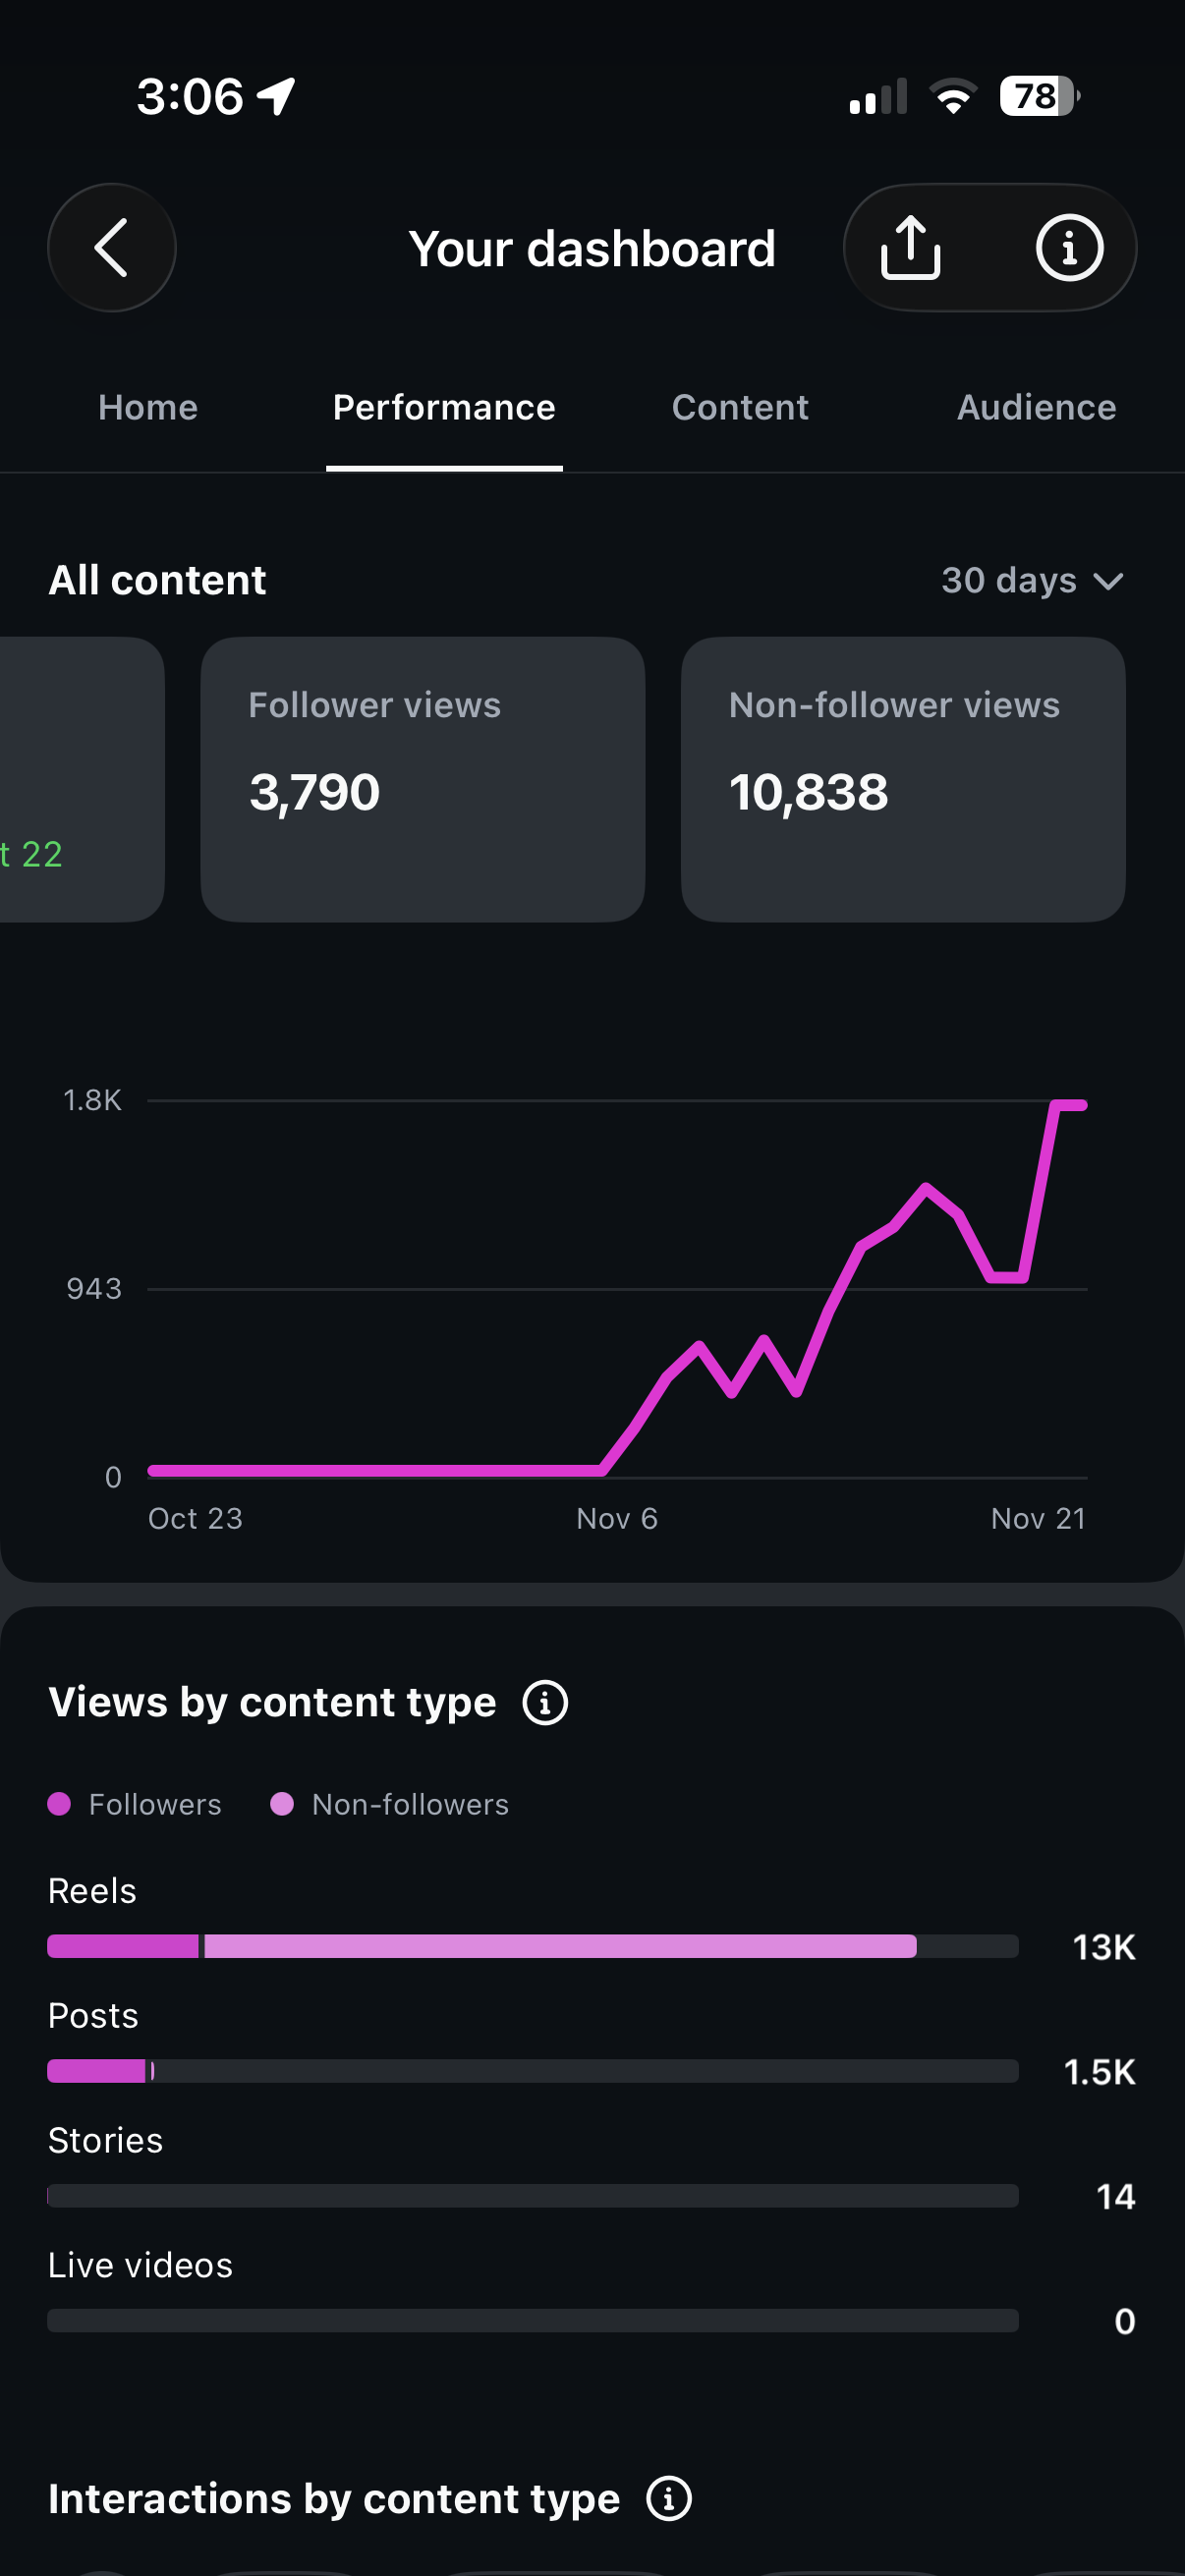 3:06
78
Your dashboard
Home Performance Content Audience
All content
30 days
Follower views
Non-follower views
3,790
10,838
t 22
1.8K
943
0
Oct 23 Nov 6 Nov 21
Views by content type
Followers Non-followers
Reels
13K
Posts
1.5K
Stories
14
Live videos
0
Interactions by content type